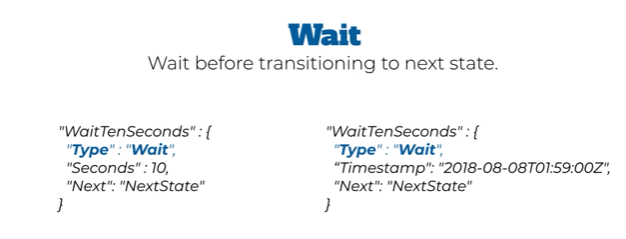 Wait
Wait before transitioning to next state.
"WaitTenSeconds" : {
"Type" : "Wait",
"Seconds" : 10,
"Next": "NextState"
}
"WaitTenSeconds" : {
"Type" : "Wait",
“Timestamp": "2018-08-08T01:59:00Z",
"Next": "NextState"
}